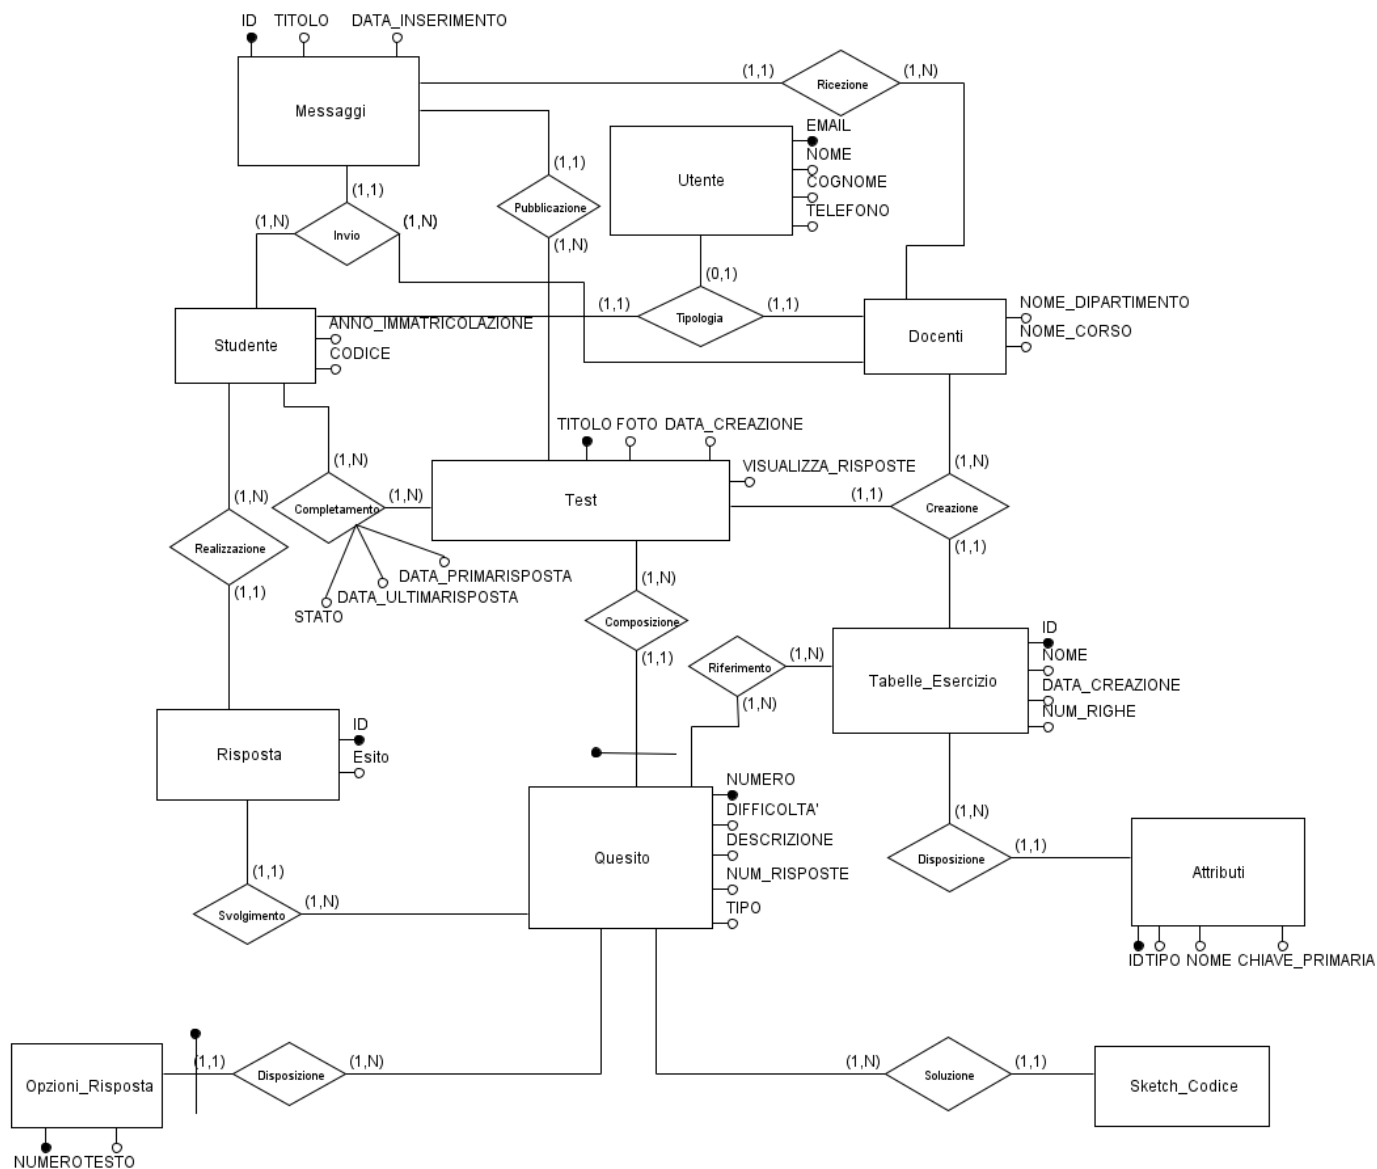 ID TITOLO DATA_INSERIMENTO
Messaggi
(1,1) Ricezione (1,N)
EMAIL
NOME
COGNOME
TELEFONO
Utente
(1,1)
Pubblicazione
(1,N)
(1,1)
(1,N) Invio (1,N)
(0,1)
(1,1) Tipologia (1,1)
Studente
ANNO_IMMATRICOLAZIONE
CODICE
Docenti
NOME_DIPARTIMENTO
NOME_CORSO
TITOLO FOTO DATA_CREAZIONE
VISUALIZZA_RISPOSTE
Test
(1,N)
Completamento (1,N)
DATA_PRIMARISPOSTA
DATA_ULTIMARISPOSTA
STATO
(1,N)
(1,1) Creazione
(1,1)
(1,N)
Realizzazione
(1,1)
(1,N)
Composizione
(1,1)
Riferimento (1,N)
(1,N)
Tabelle_Esercizio
ID
NOME
DATA_CREAZIONE
NUM_RIGHE
Risposta
ID
Esito
Quesito
NUMERO
DIFFICOLTA'
DESCRIZIONE
NUM_RISPOSTE
TIPO
(1,N)
Disposizione (1,1)
Attributi
ID TIPO NOME CHIAVE_PRIMARIA
(1,1)
Svolgimento (1,N)
Opzioni_Risposta
(1,1) Disposizione (1,N)
NUMERO TESTO
(1,N) Soluzione (1,1)
Sketch_Codice